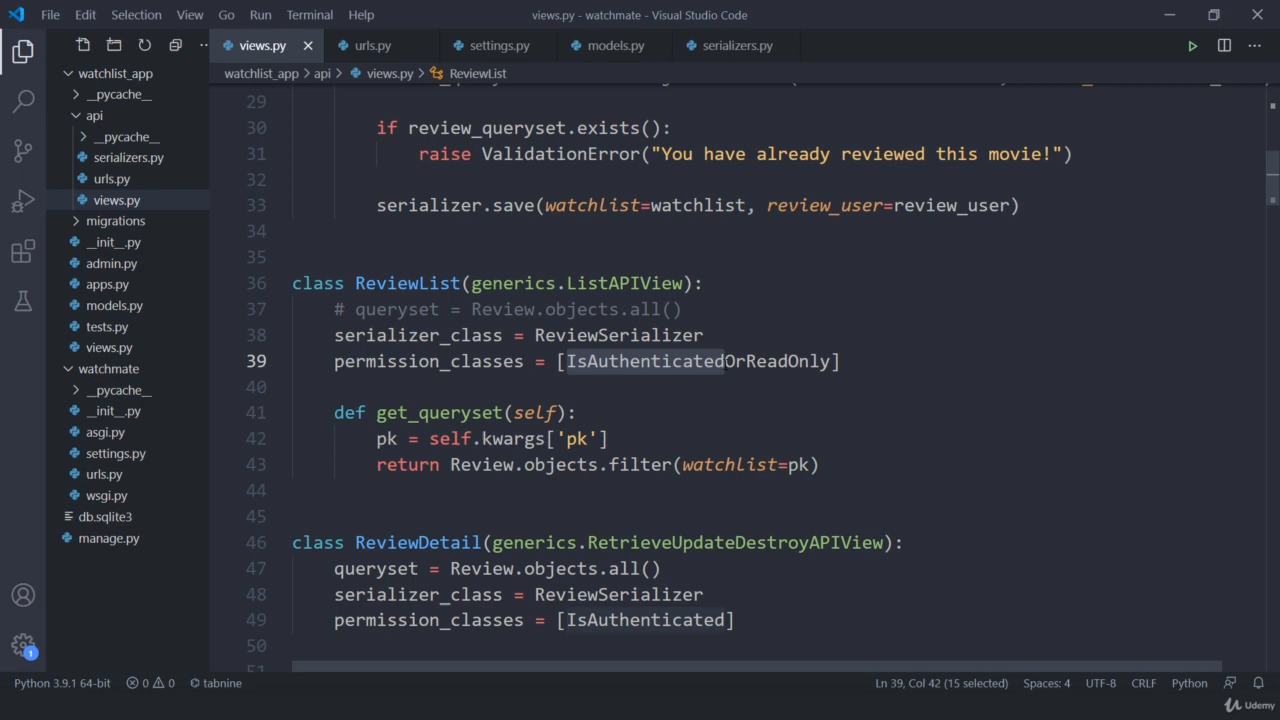 File Edit Selection View Go Run Terminal Help views.py - watchmate - Visual Studio Code
views.py urls.py settings.py models.py serializers.py
watchlist_app > api > views.py > ReviewList
watchlist_app
__pycache__
api
__pycache__
serializers.py
urls.py
views.py
migrations
__init__.py
admin.py
apps.py
models.py
tests.py
views.py
watchmate
__pycache__
__init__.py
asgi.py
settings.py
urls.py
wsgi.py
db.sqlite3
manage.py
29
30 if review_queryset.exists():
31 raise ValidationError("You have already reviewed this movie!")
32
33 serializer.save(watchlist=watchlist, review_user=review_user)
34
35
36 class ReviewList(generics.ListAPIView):
37 # queryset = Review.objects.all()
38 serializer_class = ReviewSerializer
39 permission_classes = [IsAuthenticatedOrReadOnly]
40
41 def get_queryset(self):
42 pk = self.kwargs['pk']
43 return Review.objects.filter(watchlist=pk)
44
45
46 class ReviewDetail(generics.RetrieveUpdateDestroyAPIView):
47 queryset = Review.objects.all()
48 serializer_class = ReviewSerializer
49 permission_classes = [IsAuthenticated]
50
51
1
Python 3.9.1 64-bit 0 0 tabnine Ln 39, Col 42 (15 selected) Spaces: 4 UTF-8 CRLF Python
Udemy